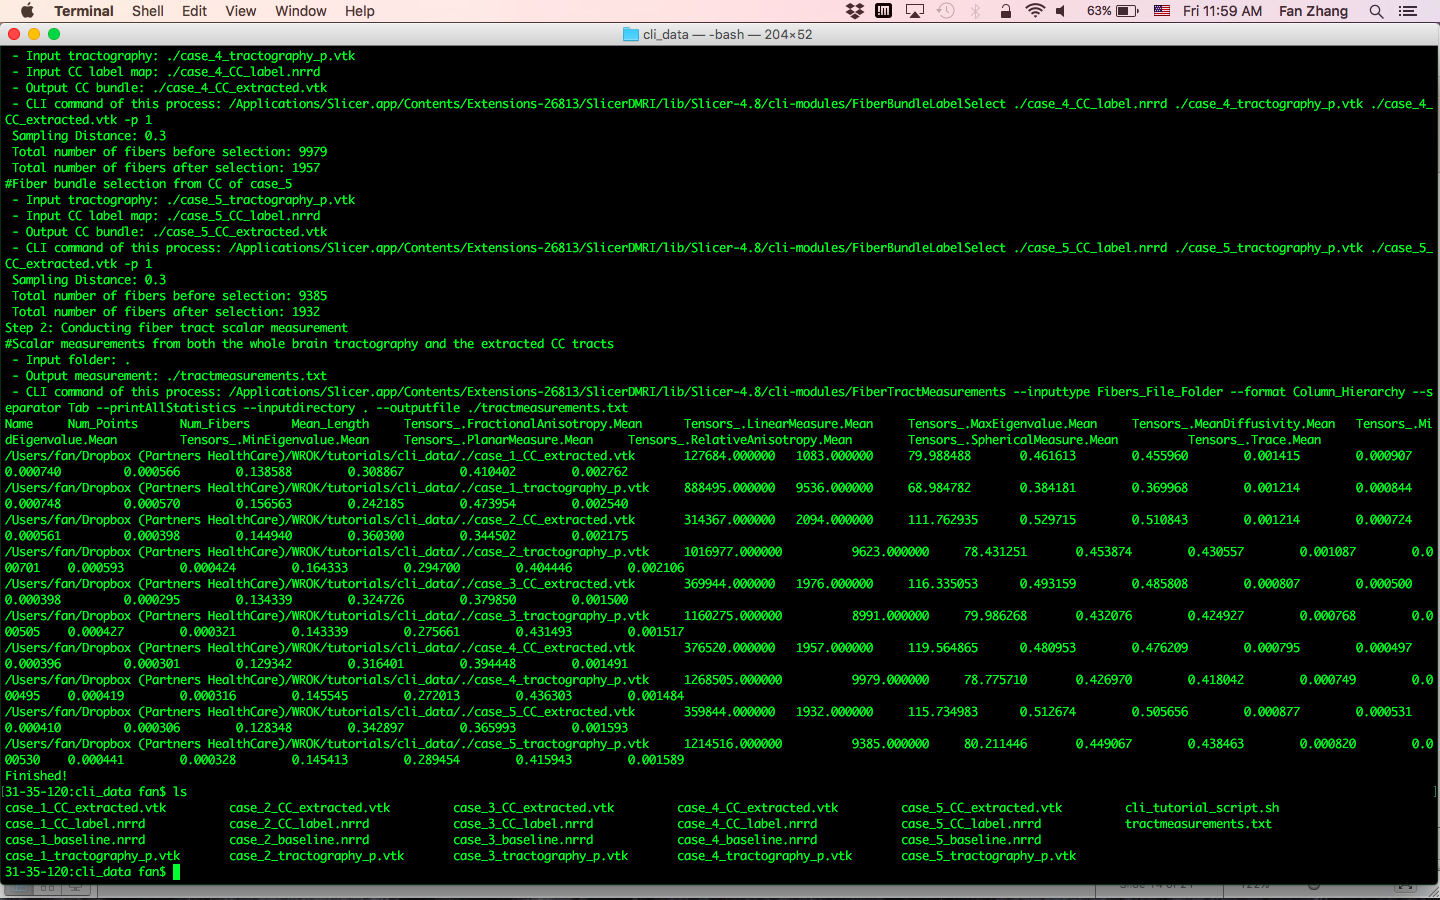 Terminal Shell Edit View Window Help 63% Fri 11:59 AM Fan Zhang
cli_data — -bash — 204×52
- Input tractography: ./case_4_tractography_p.vtk
- Input CC label map: ./case_4_CC_label.nrrd
- Output CC bundle: ./case_4_CC_extracted.vtk
- CLI command of this process: /Applications/Slicer.app/Contents/Extensions-26813/SlicerDMRI/lib/Slicer-4.8/cli-modules/FiberBundleLabelSelect ./case_4_CC_label.nrrd ./case_4_tractography_p.vtk ./case_4_
CC_extracted.vtk -p 1
Sampling Distance: 0.3
Total number of fibers before selection: 9979
Total number of fibers after selection: 1957
#Fiber bundle selection from CC of case_5
- Input tractography: ./case_5_tractography_p.vtk
- Input CC label map: ./case_5_CC_label.nrrd
- Output CC bundle: ./case_5_CC_extracted.vtk
- CLI command of this process: /Applications/Slicer.app/Contents/Extensions-26813/SlicerDMRI/lib/Slicer-4.8/cli-modules/FiberBundleLabelSelect ./case_5_CC_label.nrrd ./case_5_tractography_p.vtk ./case_5_
CC_extracted.vtk -p 1
Sampling Distance: 0.3
Total number of fibers before selection: 9385
Total number of fibers after selection: 1932
Step 2: Conducting fiber tract scalar measurement
#Scalar measurements from both the whole brain tractography and the extracted CC tracts
- Input folder: .
- Output measurement: ./tractmeasurements.txt
- CLI command of this process: /Applications/Slicer.app/Contents/Extensions-26813/SlicerDMRI/lib/Slicer-4.8/cli-modules/FiberTractMeasurements --inputtype Fibers_File_Folder --format Column_Hierarchy --s
eparator Tab --printAllStatistics --inputdirectory . --outputfile ./tractmeasurements.txt
Name Num_Points Num_Fibers Mean_Length Tensors_.FractionalAnisotropy.Mean Tensors_.LinearMeasure.Mean Tensors_.MaxEigenvalue.Mean Tensors_.MeanDiffusivity.Mean Tensors_.Mi
dEigenvalue.Mean Tensors_.MinEigenvalue.Mean Tensors_.PlanarMeasure.Mean Tensors_.RelativeAnisotropy.Mean Tensors_.SphericalMeasure.Mean Tensors_.Trace.Mean
/Users/fan/Dropbox (Partners HealthCare)/WROK/tutorials/cli_data/./case_1_CC_extracted.vtk 127684.000000 1083.000000 79.988488 0.461613 0.455960 0.001415 0.000907
0.000740 0.000566 0.138588 0.308867 0.410402 0.002762
/Users/fan/Dropbox (Partners HealthCare)/WROK/tutorials/cli_data/./case_1_tractography_p.vtk 888495.000000 9536.000000 68.984782 0.384181 0.369968 0.001214 0.000844
0.000748 0.000570 0.156563 0.242185 0.473954 0.002540
/Users/fan/Dropbox (Partners HealthCare)/WROK/tutorials/cli_data/./case_2_CC_extracted.vtk 314367.000000 2094.000000 111.762935 0.529715 0.510843 0.001214 0.000724
0.000561 0.000398 0.144940 0.360300 0.344502 0.002175
/Users/fan/Dropbox (Partners HealthCare)/WROK/tutorials/cli_data/./case_2_tractography_p.vtk 1016977.000000 9623.000000 78.431251 0.453874 0.430557 0.001087 0.0
00701 0.000593 0.000424 0.164333 0.294700 0.404446 0.002106
/Users/fan/Dropbox (Partners HealthCare)/WROK/tutorials/cli_data/./case_3_CC_extracted.vtk 369944.000000 1976.000000 116.335053 0.493159 0.485808 0.000807 0.000500
0.000398 0.000295 0.134339 0.324726 0.379850 0.001500
/Users/fan/Dropbox (Partners HealthCare)/WROK/tutorials/cli_data/./case_3_tractography_p.vtk 1160275.000000 8991.000000 79.986268 0.432076 0.424927 0.000768 0.0
00505 0.000427 0.000321 0.143339 0.275661 0.431493 0.001517
/Users/fan/Dropbox (Partners HealthCare)/WROK/tutorials/cli_data/./case_4_CC_extracted.vtk 376520.000000 1957.000000 119.564865 0.480953 0.476209 0.000795 0.000497
0.000396 0.000301 0.129342 0.316401 0.394448 0.001491
/Users/fan/Dropbox (Partners HealthCare)/WROK/tutorials/cli_data/./case_4_tractography_p.vtk 1268505.000000 9979.000000 78.775710 0.426970 0.418042 0.000749 0.0
00495 0.000419 0.000316 0.145545 0.272013 0.436303 0.001484
/Users/fan/Dropbox (Partners HealthCare)/WROK/tutorials/cli_data/./case_5_CC_extracted.vtk 359844.000000 1932.000000 115.734983 0.512674 0.505656 0.000877 0.000531
0.000410 0.000306 0.128348 0.342897 0.365993 0.001593
/Users/fan/Dropbox (Partners HealthCare)/WROK/tutorials/cli_data/./case_5_tractography_p.vtk 1214516.000000 9385.000000 80.211446 0.449067 0.438463 0.000820 0.0
00530 0.000441 0.000328 0.145413 0.289454 0.415943 0.001589
Finished!
[31-35-120:cli_data fan$ ls ]
case_1_CC_extracted.vtk case_2_CC_extracted.vtk case_3_CC_extracted.vtk case_4_CC_extracted.vtk case_5_CC_extracted.vtk cli_tutorial_script.sh
case_1_CC_label.nrrd case_2_CC_label.nrrd case_3_CC_label.nrrd case_4_CC_label.nrrd case_5_CC_label.nrrd tractmeasurements.txt
case_1_baseline.nrrd case_2_baseline.nrrd case_3_baseline.nrrd case_4_baseline.nrrd case_5_baseline.nrrd
case_1_tractography_p.vtk case_2_tractography_p.vtk case_3_tractography_p.vtk case_4_tractography_p.vtk case_5_tractography_p.vtk
31-35-120:cli_data fan$